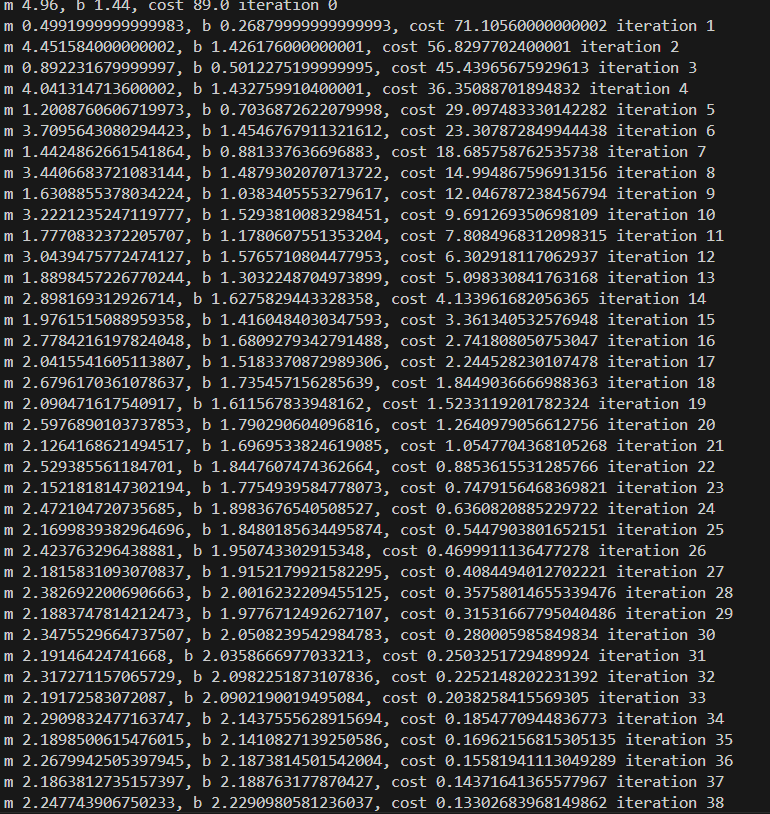 m 4.96, b 1.44, cost 89.0 iteration 0
m 0.4991999999999983, b 0.26879999999999993, cost 71.10560000000002 iteration 1
m 4.451584000000002, b 1.426176000000001, cost 56.8297702400001 iteration 2
m 0.892231679999997, b 0.5012275199999995, cost 45.43965675929613 iteration 3
m 4.041314713600002, b 1.432759910400001, cost 36.35088701894832 iteration 4
m 1.2008760606719973, b 0.7036872622079998, cost 29.097483330142282 iteration 5
m 3.7095643080294423, b 1.4546767911321612, cost 23.307872849944438 iteration 6
m 1.4424862661541864, b 0.881337636696883, cost 18.685758762535738 iteration 7
m 3.4406683721083144, b 1.4879302070713722, cost 14.994867596913156 iteration 8
m 1.6308855378034224, b 1.0383405553279617, cost 12.046787238456794 iteration 9
m 3.2221235247119777, b 1.5293810083298451, cost 9.691269350698109 iteration 10
m 1.7770832372205707, b 1.1780607551353204, cost 7.8084968312098315 iteration 11
m 3.0439475772474127, b 1.5765710804477953, cost 6.302918117062937 iteration 12
m 1.8898457226770244, b 1.3032248704973899, cost 5.098330841763168 iteration 13
m 2.898169312926714, b 1.6275829443328358, cost 4.133961682056365 iteration 14
m 1.9761515088959358, b 1.4160484030347593, cost 3.361340532576948 iteration 15
m 2.7784216197824048, b 1.6809279342791488, cost 2.741808050753047 iteration 16
m 2.0415541605113807, b 1.5183370872989306, cost 2.244528230107478 iteration 17
m 2.6796170361078637, b 1.735457156285639, cost 1.8449036666988363 iteration 18
m 2.090471617540917, b 1.611567833948162, cost 1.5233119201782324 iteration 19
m 2.5976890103737853, b 1.790290604096816, cost 1.2640979056612756 iteration 20
m 2.1264168621494517, b 1.6969533824619085, cost 1.0547704368105268 iteration 21
m 2.529385561184701, b 1.8447607474362664, cost 0.8853615531285766 iteration 22
m 2.1521818147302194, b 1.7754939584778073, cost 0.7479156468369821 iteration 23
m 2.472104720735685, b 1.8983676540508527, cost 0.6360820885229722 iteration 24
m 2.1699839382964696, b 1.8480185634495874, cost 0.5447903801652151 iteration 25
m 2.423763296438881, b 1.950743302915348, cost 0.4699911136477278 iteration 26
m 2.1815831093070837, b 1.9152179921582295, cost 0.4084494012702221 iteration 27
m 2.3826922006906663, b 2.0016232209455125, cost 0.35758014655339476 iteration 28
m 2.1883747814212473, b 1.9776712492627107, cost 0.31531667795040486 iteration 29
m 2.3475529664737507, b 2.0508239542984783, cost 0.280005985849834 iteration 30
m 2.19146424741668, b 2.0358666977033213, cost 0.2503251729489924 iteration 31
m 2.317271157065729, b 2.0982251873107836, cost 0.2252148202231392 iteration 32
m 2.19172583072087, b 2.0902190019495084, cost 0.2038258415569305 iteration 33
m 2.2909832477163747, b 2.1437555628915694, cost 0.1854770944836773 iteration 34
m 2.1898500615476015, b 2.1410827139250586, cost 0.16962156815305135 iteration 35
m 2.2679942505397945, b 2.1873814501542004, cost 0.15581941113049289 iteration 36
m 2.1863812735157397, b 2.188763177870427, cost 0.14371641365577967 iteration 37
m 2.247743906750233, b 2.2290980581236037, cost 0.13302683968149862 iteration 38